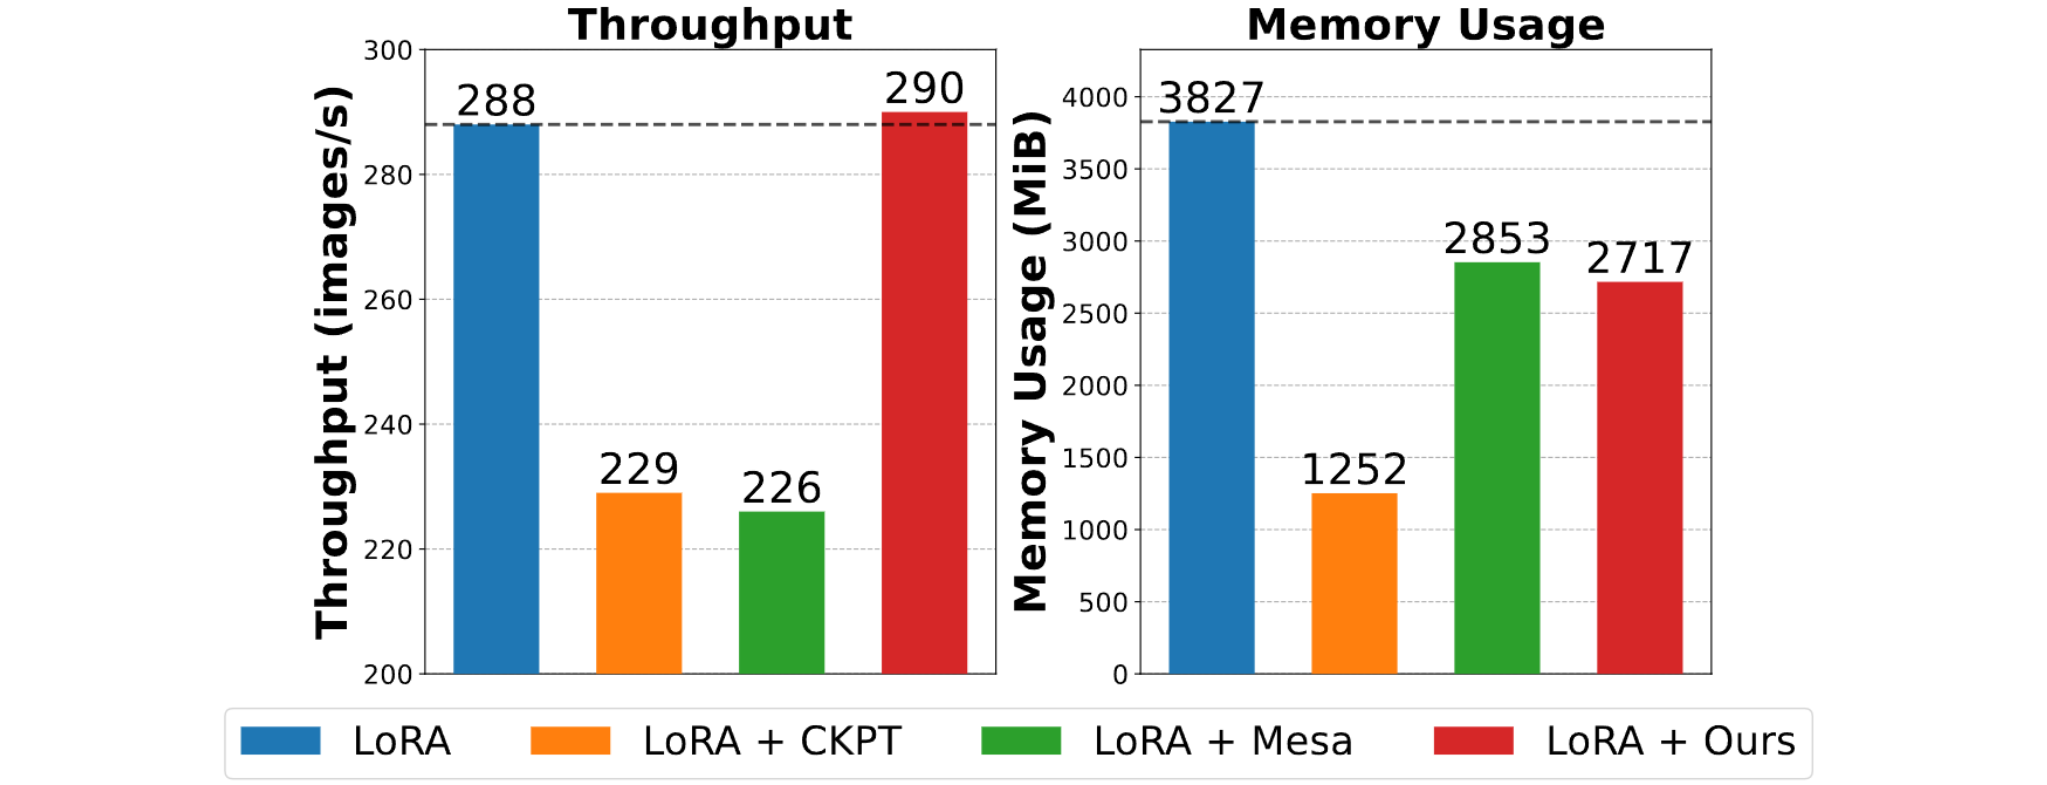 Throughput
Throughput (images/s)
300
280
260
240
220
200
288
229
226
290
Memory Usage
Memory Usage (MiB)
4000
3500
3000
2500
2000
1500
1000
500
0
3827
1252
2853
2717
LoRA
LoRA + CKPT
LoRA + Mesa
LoRA + Ours